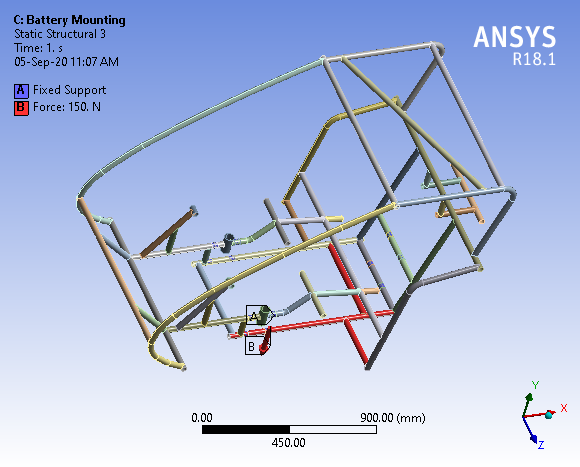 C: Battery Mounting
Static Structural 3
Time: 1. s
05-Sep-20 11:07 AM
A Fixed Support
B Force: 150. N
ANSYS
R18.1
A
B
0.00 900.00 (mm)
450.00
Y
X
Z